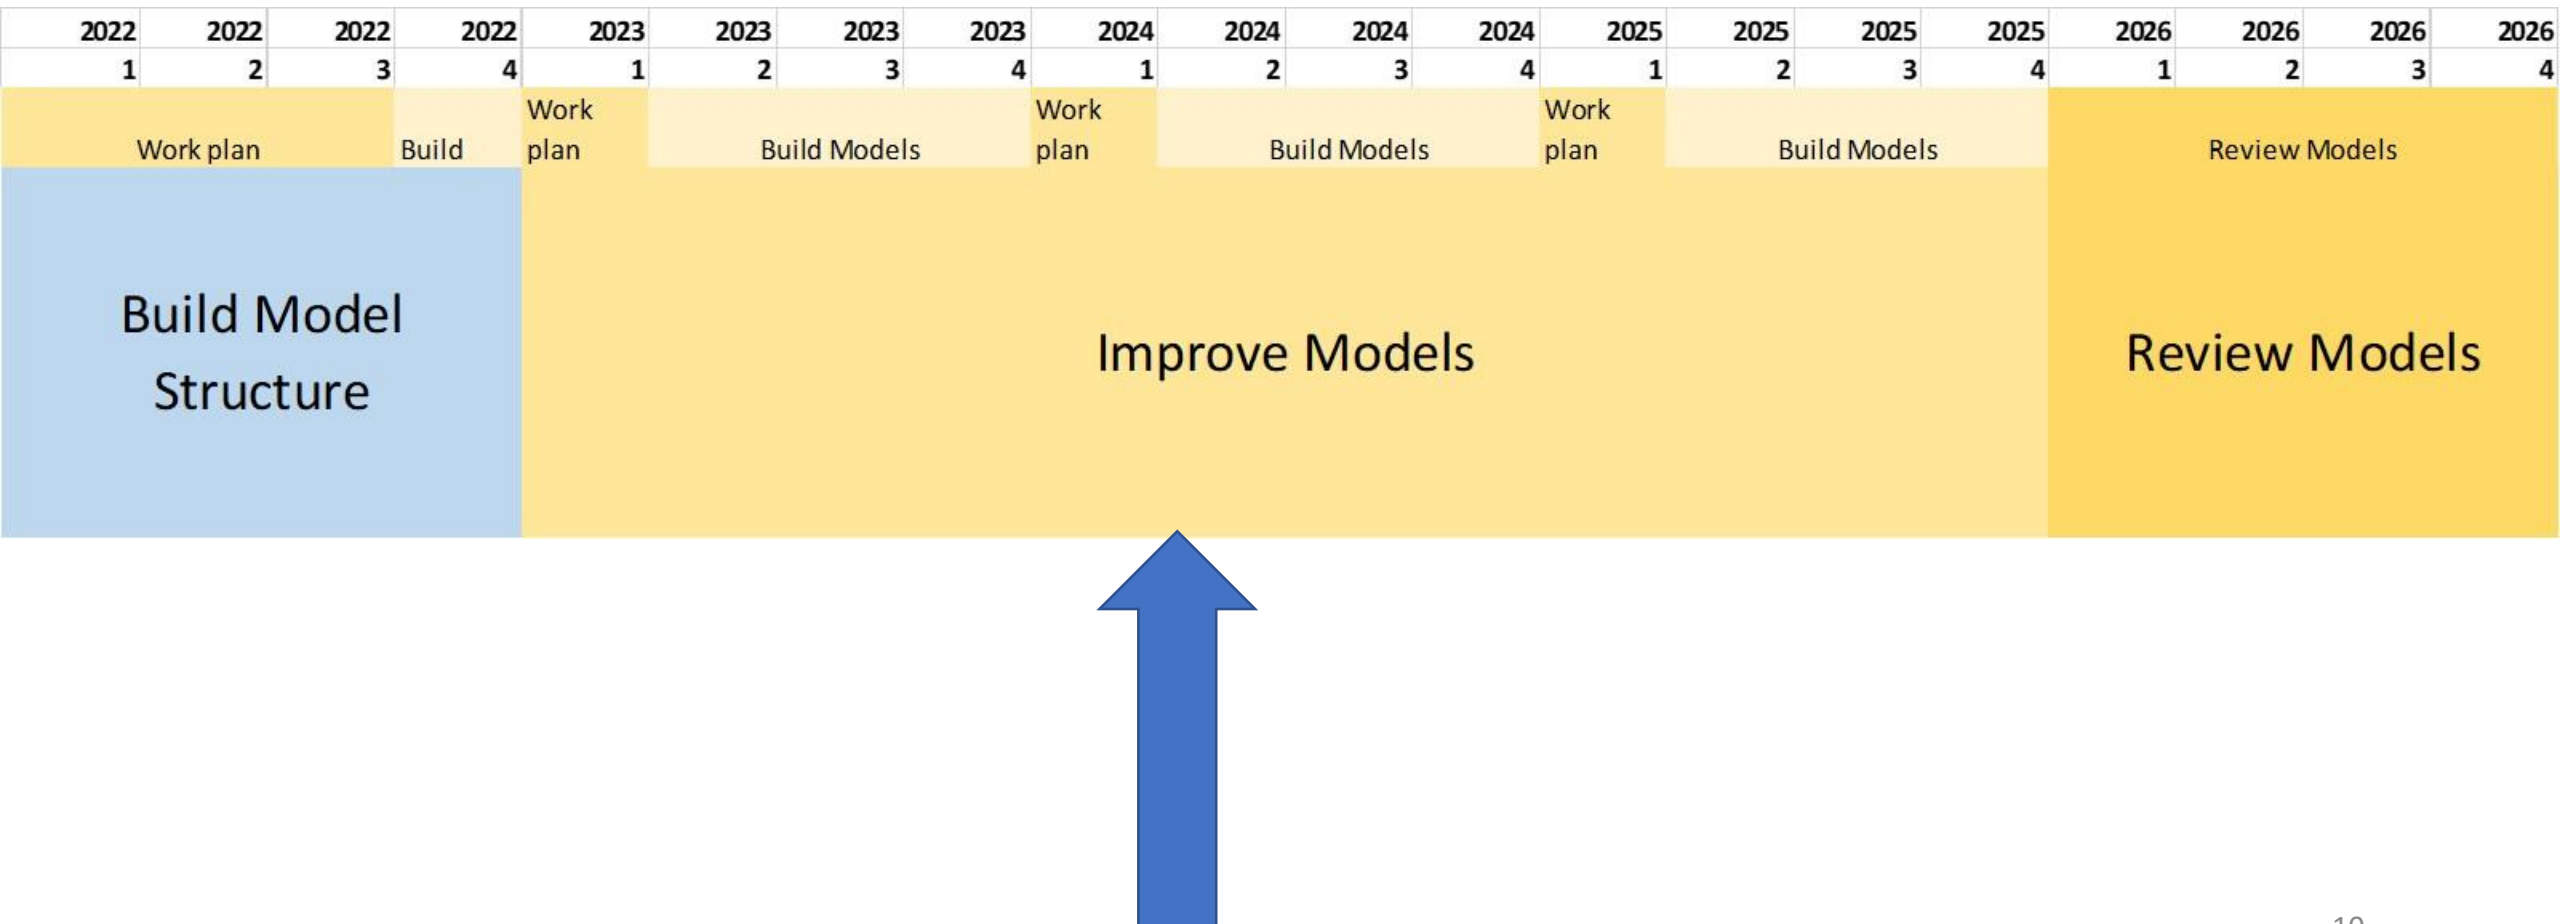 2022 2022 2022 2022 2023 2023 2023 2023 2024 2024 2024 2024 2025 2025 2025 2025 2026 2026 2026 2026
1 2 3 4 1 2 3 4 1 2 3 4 1 2 3 4 1 2 3 4
Work Work Work
Work plan Build plan Build Models plan Build Models plan Build Models Review Models
Build Model
Structure
Improve Models
Review Models